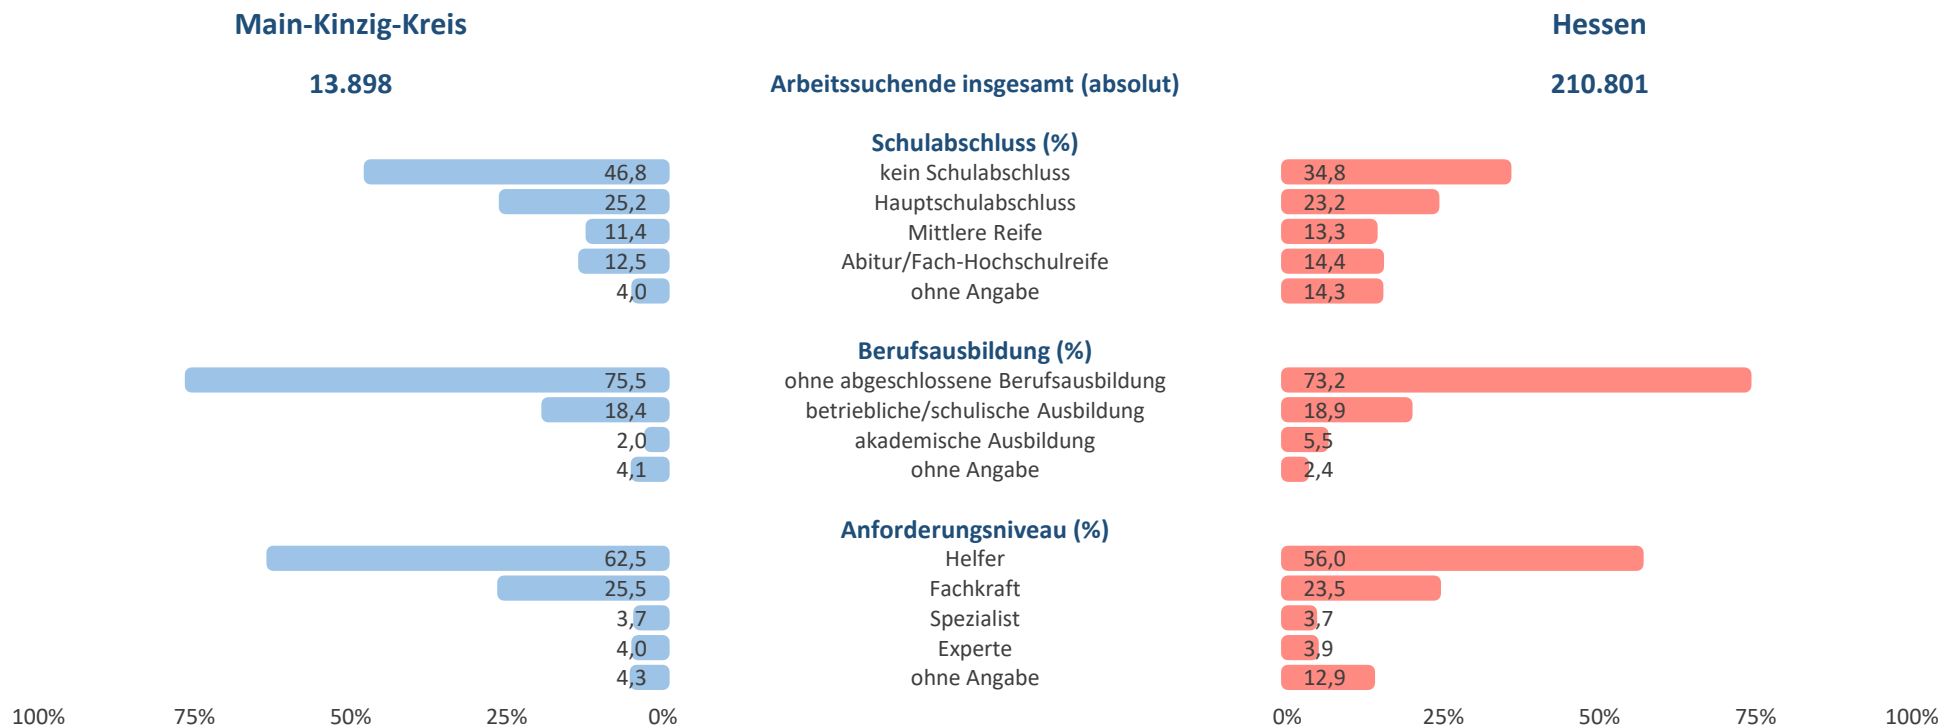 Main-Kinzig-Kreis Hessen
13.898 Arbeitssuchende insgesamt (absolut) 210.801
Schulabschluss (%)
46,8 kein Schulabschluss 34,8
25,2 Hauptschulabschluss 23,2
11,4 Mittlere Reife 13,3
12,5 Abitur/Fach-Hochschulreife 14,4
4,0 ohne Angabe 14,3
Berufsausbildung (%)
75,5 ohne abgeschlossene Berufsausbildung 73,2
18,4 betriebliche/schulische Ausbildung 18,9
2,0 akademische Ausbildung 5,5
4,1 ohne Angabe 2,4
Anforderungsniveau (%)
62,5 Helfer 56,0
25,5 Fachkraft 23,5
3,7 Spezialist 3,7
4,0 Experte 3,9
4,3 ohne Angabe 12,9
100% 75% 50% 25% 0% 0% 25% 50% 75% 100%